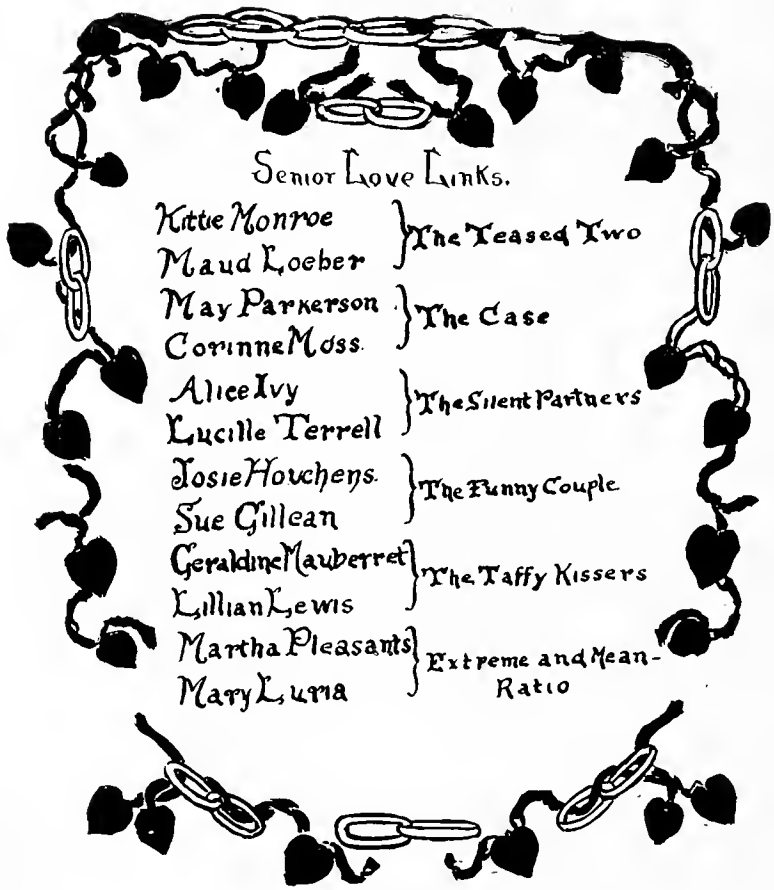 Senior Love Links.
Kittie Monroe
Maud Loeber
The Teased Two
May Parkerson
Corinne Moss.
The Case
Alice Ivy
Lucille Terrell
The Silent Partners
Josie Houchens.
Sue Gillean
The Funny Couple
Geraldine Mauberret
Lillian Lewis
The Taffy Kissers
Martha Pleasants
Mary Luria
Extreme and Mean-
Ratio